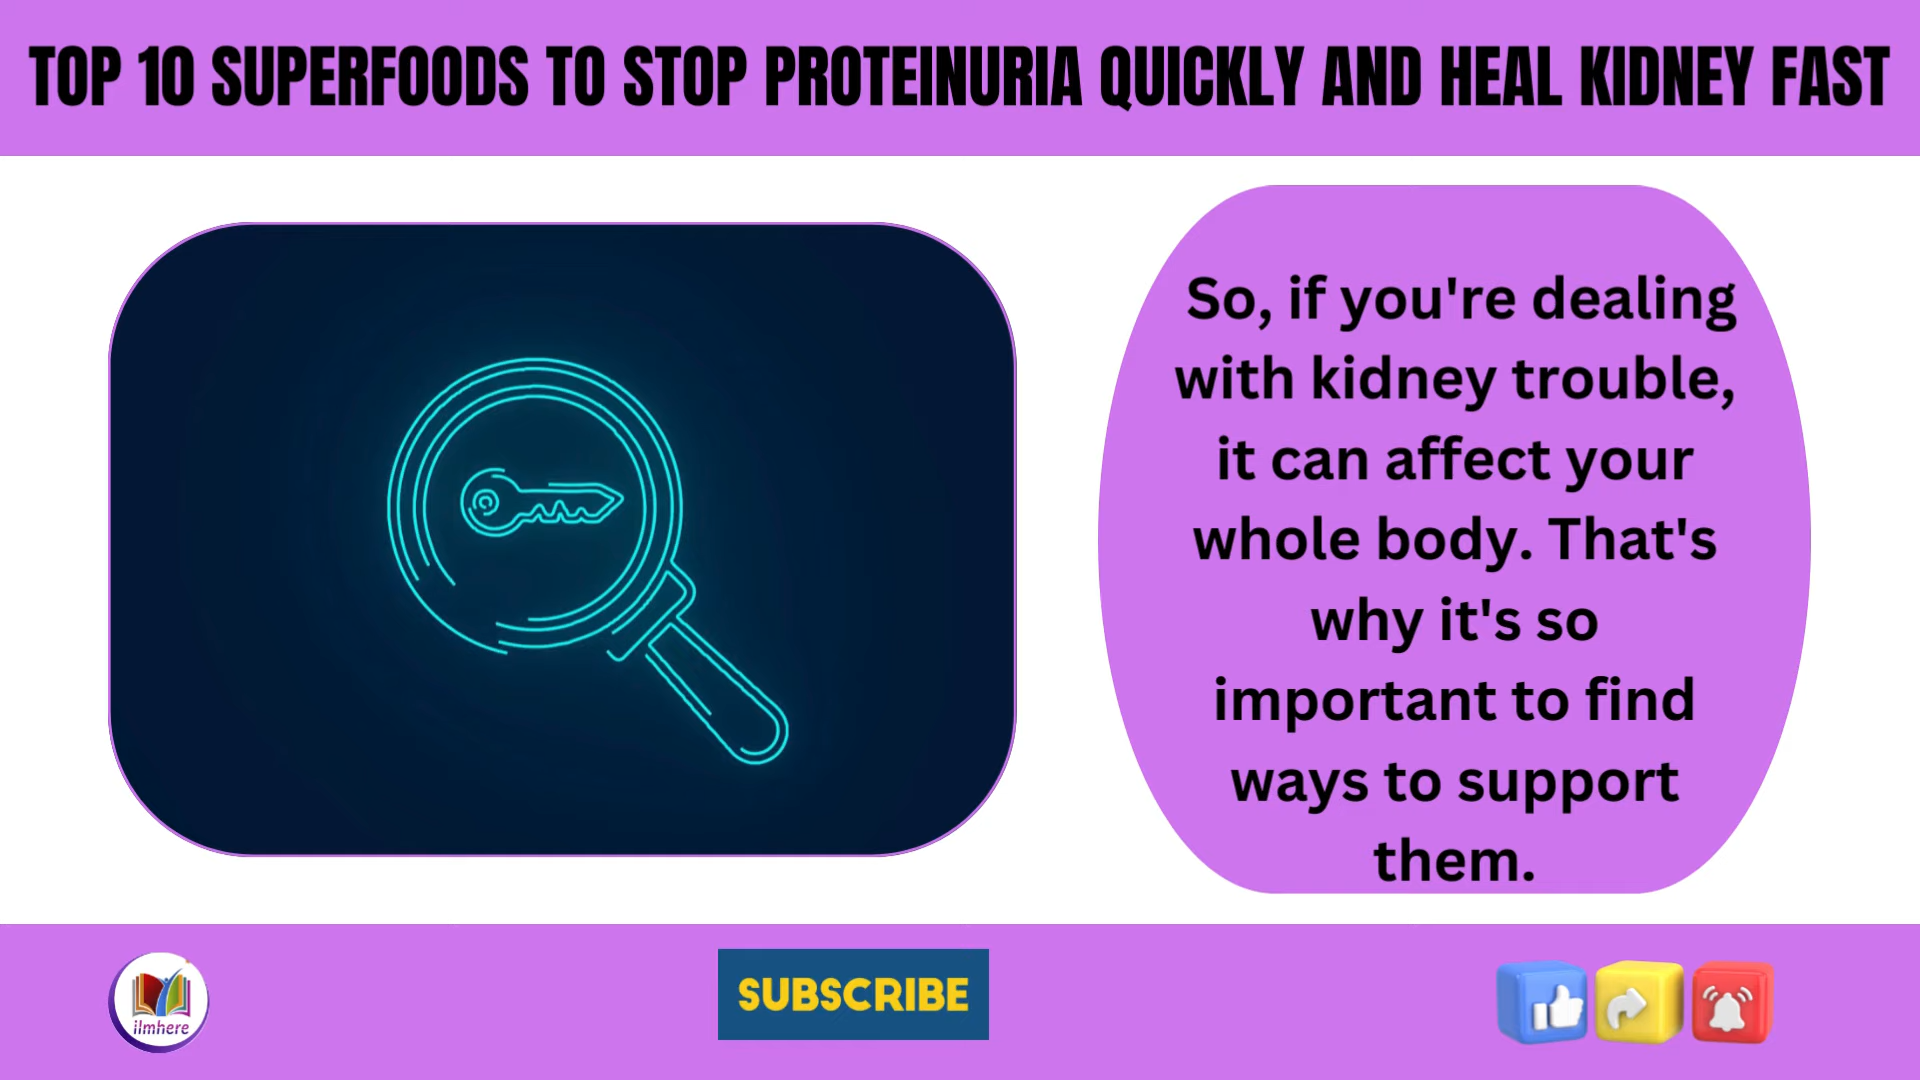 TOP 10 SUPERFOODS TO STOP PROTEINURIA QUICKLY AND HEAL KIDNEY FAST
So, if you're dealing
with kidney trouble,
it can affect your
whole body. That's
why it's so
important to find
ways to support
them.
ilmhere
SUBSCRIBE